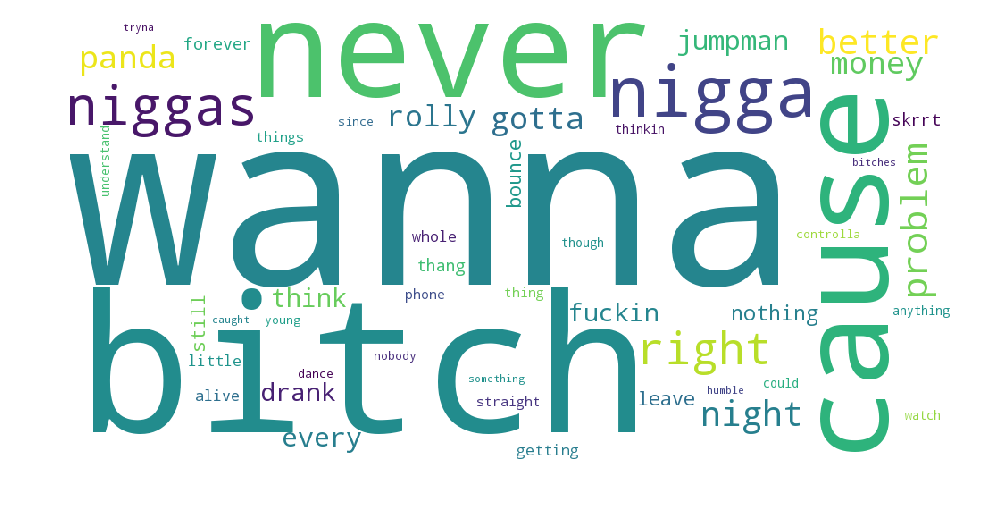 tryna
never
forever
jumpman
better
panda
money
niggas
nigga
rolly
gotta
since
thinkin
skrrt
things
understand
bounce
cause
bitches
problem
wanna
whole
though
controlla
thang
phone
thing
think
bitch
still
caught
young
fuckin
nothing
anything
right
little
nobody
dance
something
could
alive
drank
straight
leave
humble
night
watch
every
getting